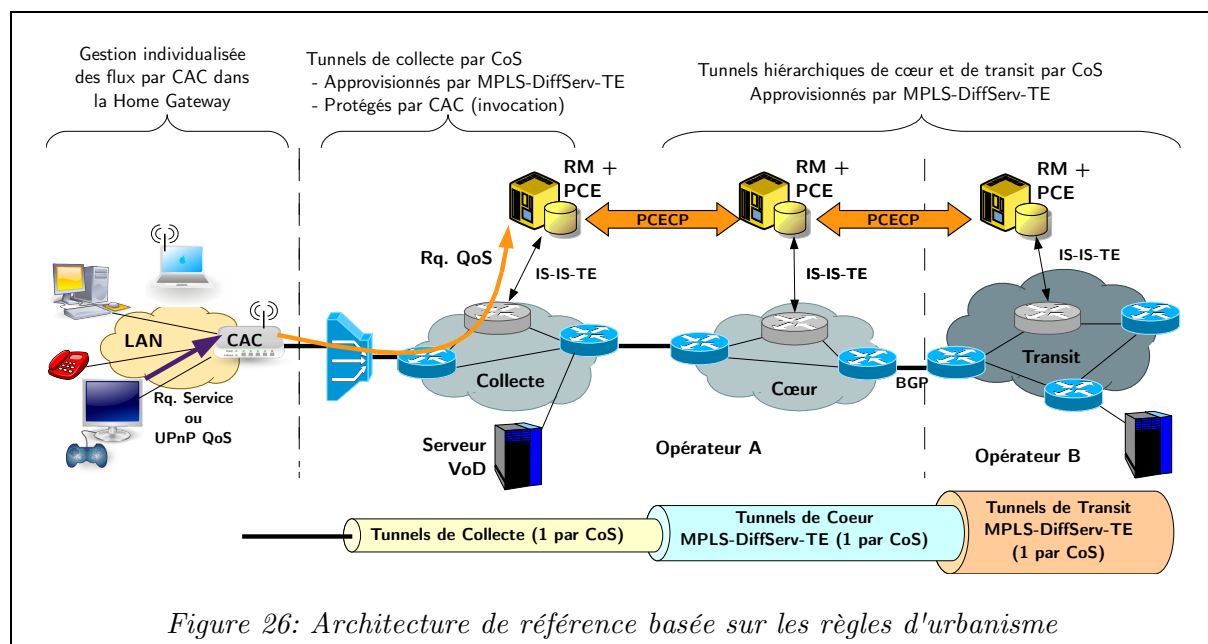 Gestion individualisée
des flux par CAC dans
la Home Gateway
Tunnels de collecte par CoS
- Approvisionnés par MPLS-DiffServ-TE
- Protégés par CAC (invocation)
Tunnels hiérarchiques de cœur et de transit par CoS
Approvisionnés par MPLS-DiffServ-TE
RM +
PCE
RM +
PCE
RM +
PCE
PCECP
PCECP
Rq. QoS
IS-IS-TE
IS-IS-TE
IS-IS-TE
LAN
CAC
Collecte
Cœur
BGP
Transit
Rq. Service
ou
UPnP QoS
Serveur
VoD
Opérateur A
Opérateur B
Tunnels de Collecte (1 par CoS)
Tunnels de Coeur
MPLS-DiffServ-TE (1 par CoS)
Tunnels de Transit
MPLS-DiffServ-TE
(1 par CoS)
Figure 26: Architecture de référence basée sur les règles d'urbanisme